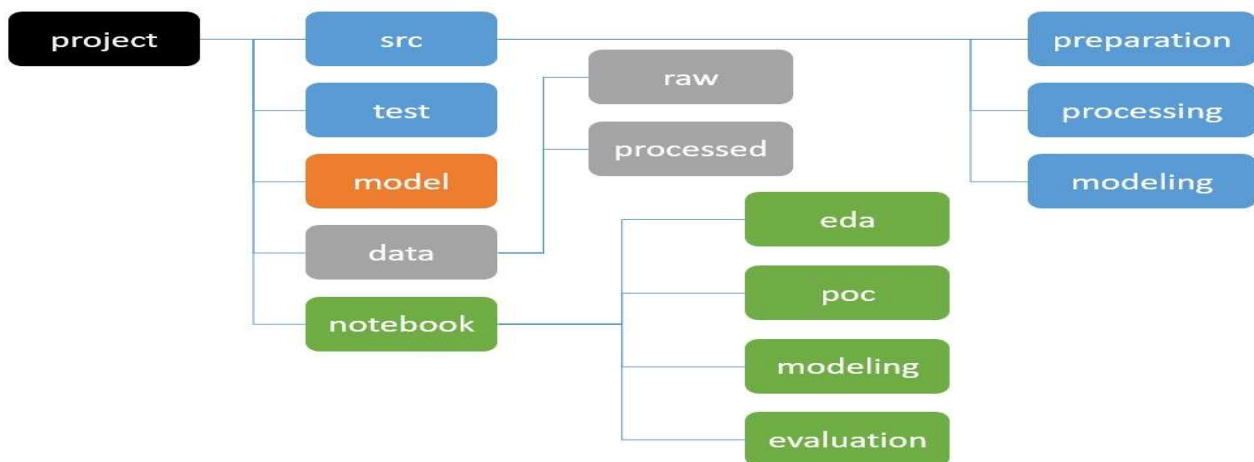 project
src
preparation
raw
test
processing
processed
model
modeling
eda
data
poc
notebook
modeling
evaluation